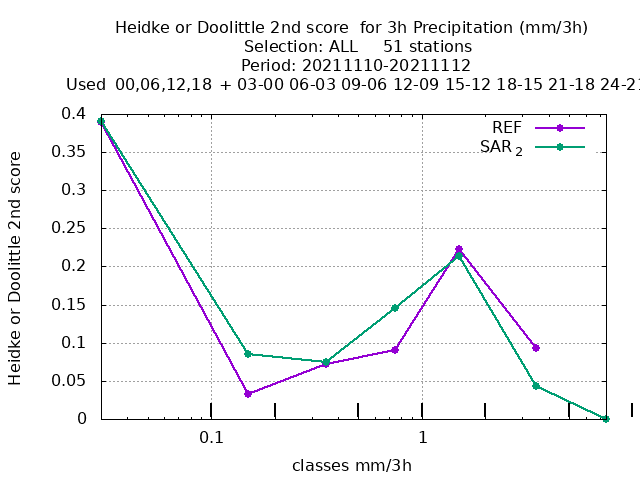 Heidke or Doolittle 2nd score  for 3h Precipitation (mm/3h)
Selection: ALL     51 stations
Period: 20211110-20211112
Used  00,06,12,18 + 03-00 06-03 09-06 12-09 15-12 18-15 21-18 24-21
REF
SAR 2
0.4
0.35
0.3
0.25
0.2
0.15
0.1
0.05
0
Heidke or Doolittle 2nd score
0.1
1
classes mm/3h